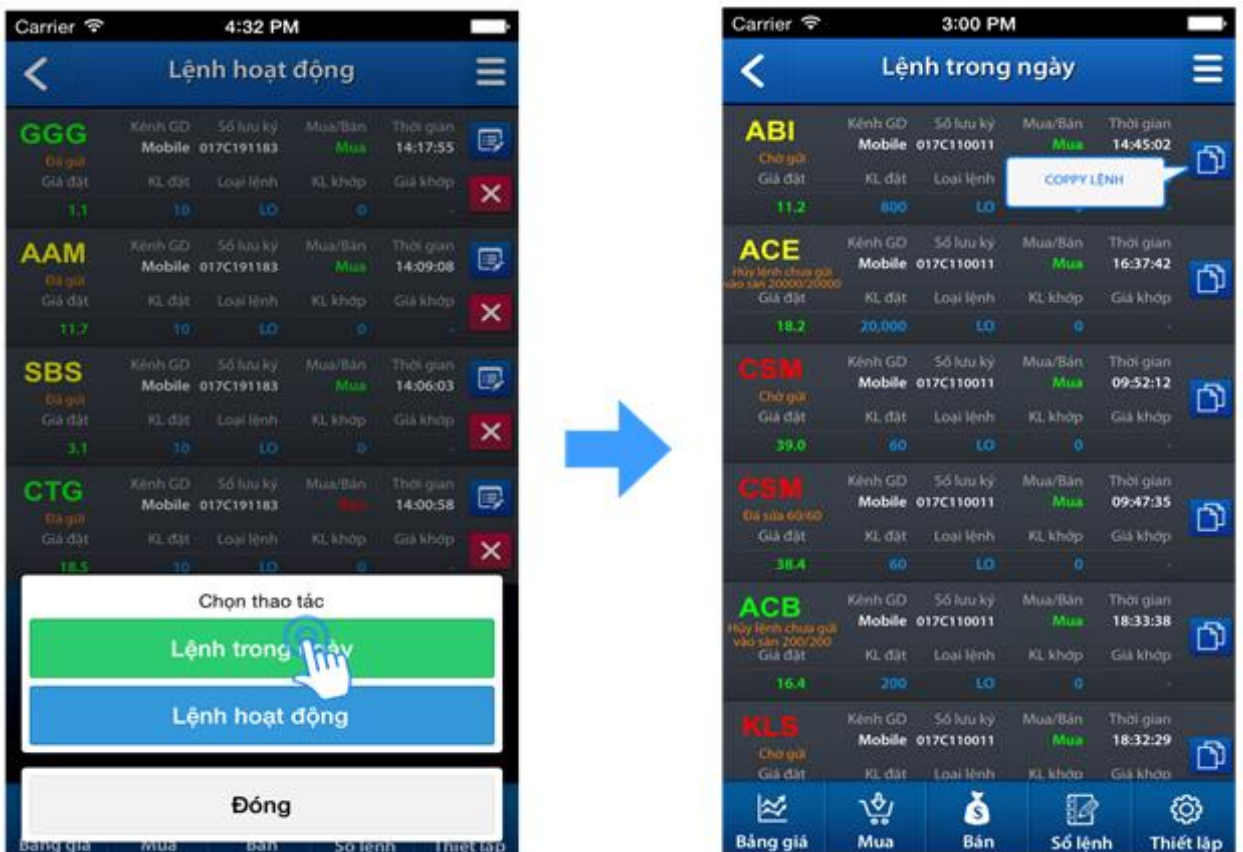 Carrier 4:32 PM
Lệnh hoạt động
GGG Kênh GD Số lưu ký Mua/Bán Thời gian
Đã gửi Mobile 017C191183 Mua 14:17:55
Giá đặt KL đặt Loại lệnh KL khớp Giá khớp
1.1 10 LO 0 -
AAM Kênh GD Số lưu ký Mua/Bán Thời gian
Đã gửi Mobile 017C191183 Mua 14:09:08
Giá đặt KL đặt Loại lệnh KL khớp Giá khớp
11.7 10 LO 0 -
SBS Kênh GD Số lưu ký Mua/Bán Thời gian
Đã gửi Mobile 017C191183 Mua 14:06:03
Giá đặt KL đặt Loại lệnh KL khớp Giá khớp
3.1 10 LO 0 -
CTG Kênh GD Số lưu ký Mua/Bán Thời gian
Đã gửi Mobile 017C191183 Bán 14:00:58
Giá đặt KL đặt Loại lệnh KL khớp Giá khớp
18.5 10 LO 0 -
Chọn thao tác
Lệnh trong ngày
Lệnh hoạt động
Đóng
Bảng giá Mua Bán Sổ lệnh Thiết lập
Carrier 3:00 PM
Lệnh trong ngày
ABI Kênh GD Số lưu ký Mua/Bán Thời gian
Chờ gửi Mobile 017C110011 Mua 14:45:02
Giá đặt KL đặt Loại lệnh COPPY LỆNH
11.2 800 LO
ACE Kênh GD Số lưu ký Mua/Bán Thời gian
Hủy lệnh chưa gửi Mobile 017C110011 Mua 16:37:42
vào sàn 20000/20000
Giá đặt KL đặt Loại lệnh KL khớp Giá khớp
18.2 20,000 LO 0 -
CSM Kênh GD Số lưu ký Mua/Bán Thời gian
Chờ gửi Mobile 017C110011 Mua 09:52:12
Giá đặt KL đặt Loại lệnh KL khớp Giá khớp
39.0 60 LO 0 -
CSM Kênh GD Số lưu ký Mua/Bán Thời gian
Đã sửa 60/60 Mobile 017C110011 Mua 09:47:35
Giá đặt KL đặt Loại lệnh KL khớp Giá khớp
38.4 60 LO 0 -
ACB Kênh GD Số lưu ký Mua/Bán Thời gian
Hủy lệnh chưa gửi Mobile 017C110011 Mua 18:33:38
vào sàn 200/200
Giá đặt KL đặt Loại lệnh KL khớp Giá khớp
16.4 200 LO 0 -
KLS Kênh GD Số lưu ký Mua/Bán Thời gian
Chờ gửi Mobile 017C110011 Mua 18:32:29
Giá đặt KL đặt Loại lệnh KL khớp Giá khớp
Bảng giá Mua Bán Sổ lệnh Thiết lập